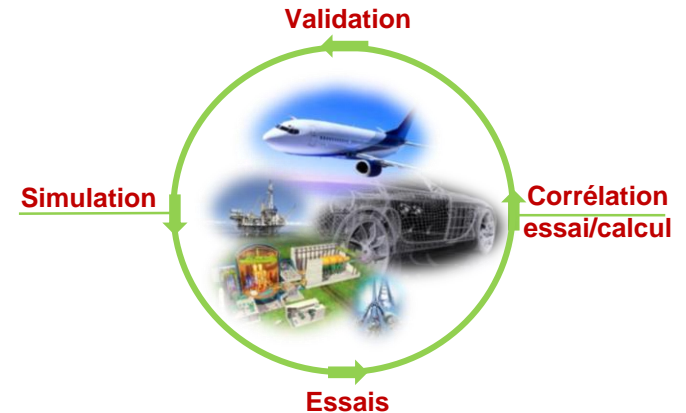 Validation
Simulation
Corrélation
essai/calcul
Essais